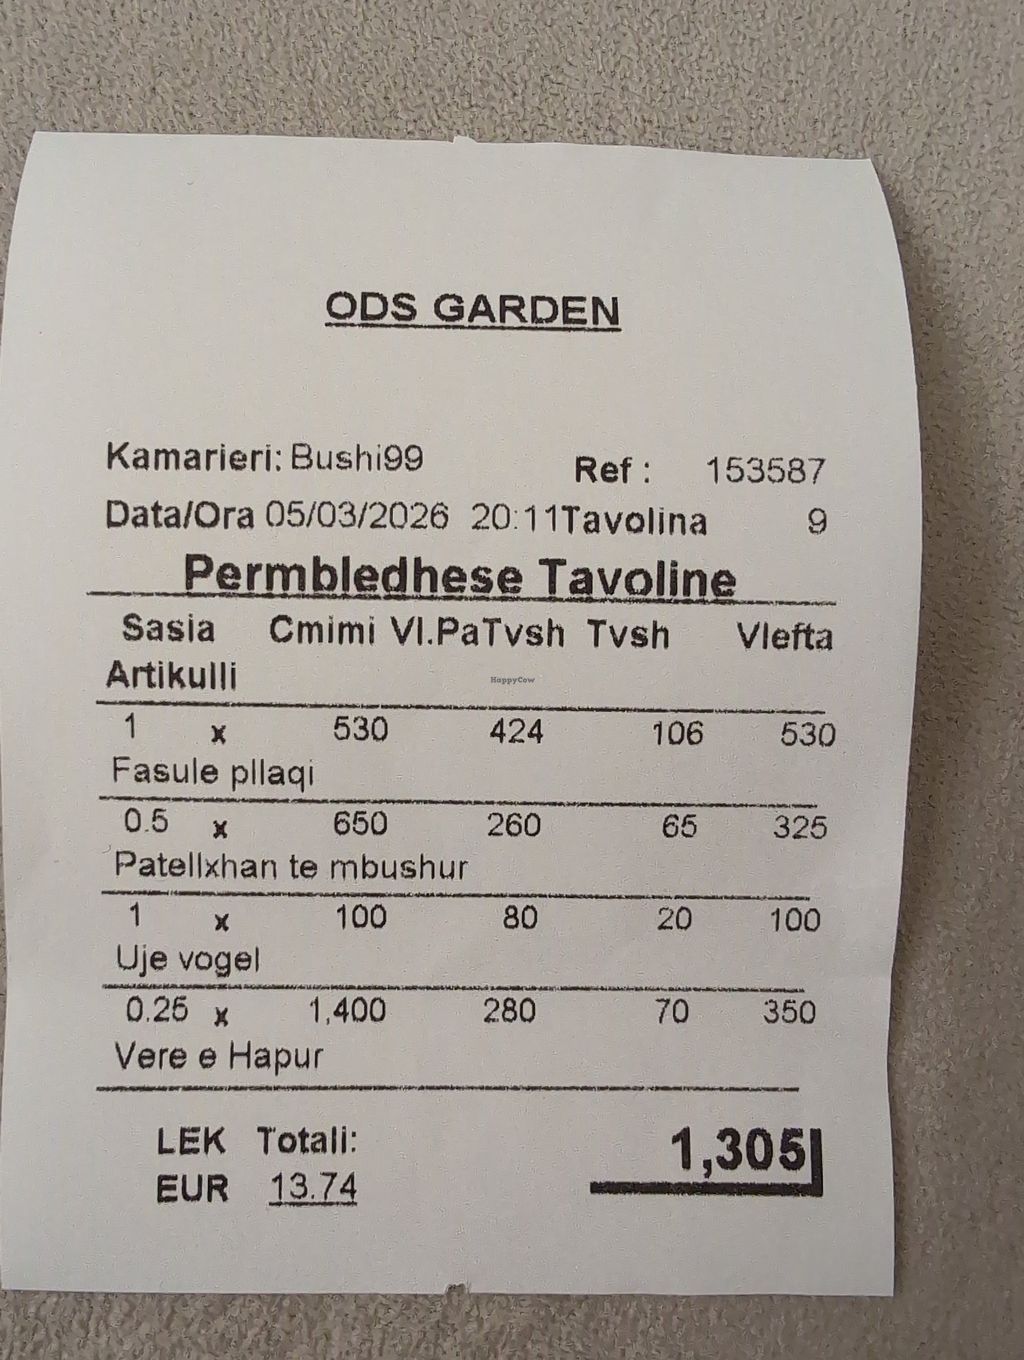 ODS GARDEN
Kamarieri: Bushi99 Ref : 153587
Data/Ora 05/03/2026 20:11 Tavolina 9
Permbledhese Tavoline
Sasia Cmimi Vl.PaTvsh Tvsh Vlefta
Artikulli
HappyCow
1 x 530 424 106 530
Fasule pllaqi
0.5 x 650 260 65 325
Patellxhan te mbushur
1 x 100 80 20 100
Uje vogel
0.25 x 1,400 280 70 350
Vere e Hapur
LEK Totali: 1,305
EUR 13.74